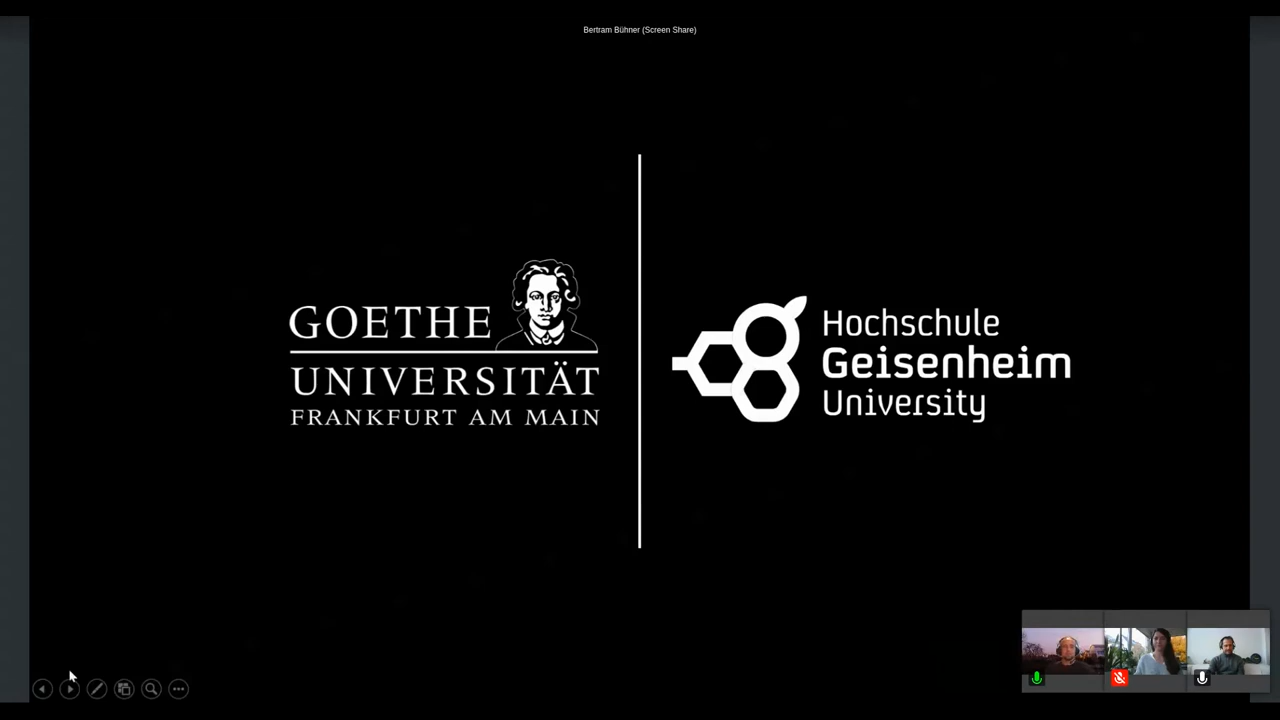 Bertram Bühner (Screen Share)
GOETHE
UNIVERSITÄT
FRANKFURT AM MAIN
Hochschule
Geisenheim
University